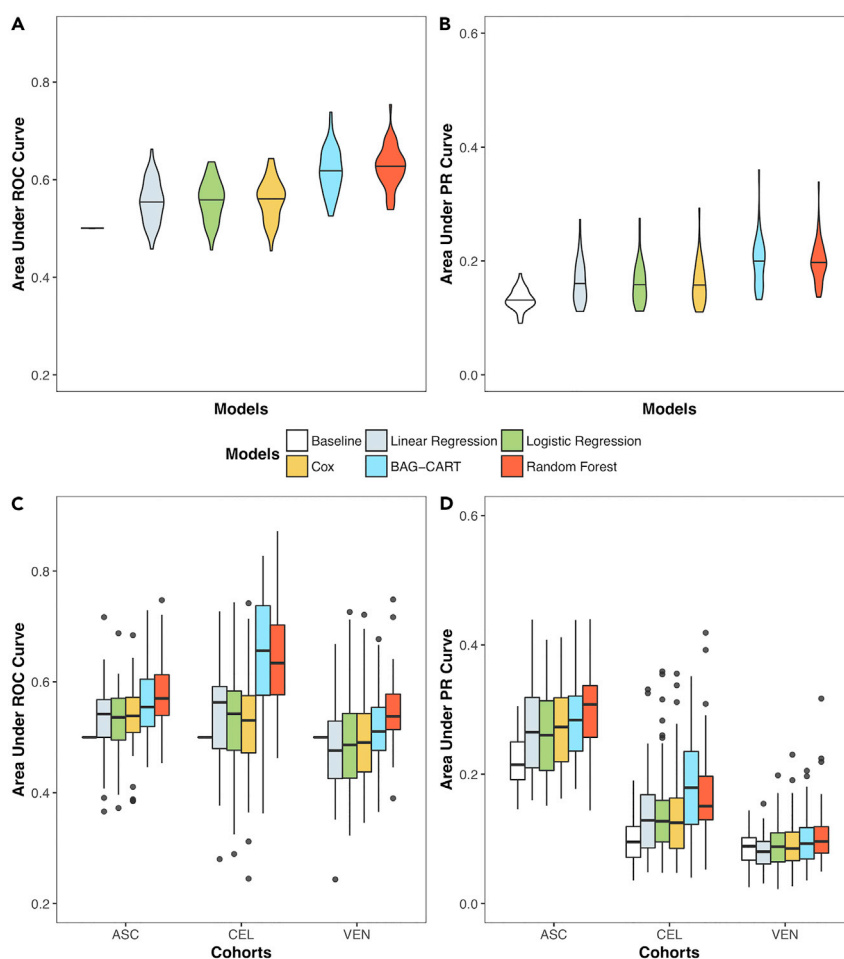 A
B
Area Under ROC Curve
0.8
0.6
0.4
0.2
Models
Area Under PR Curve
0.6
0.4
0.2
0.0
Models
Models
Baseline
Linear Regression
Logistic Regression
Cox
BAG−CART
Random Forest
C
D
Area Under ROC Curve
0.8
0.6
0.4
0.2
ASC
CEL
VEN
Cohorts
Area Under PR Curve
0.6
0.4
0.2
0.0
ASC
CEL
VEN
Cohorts